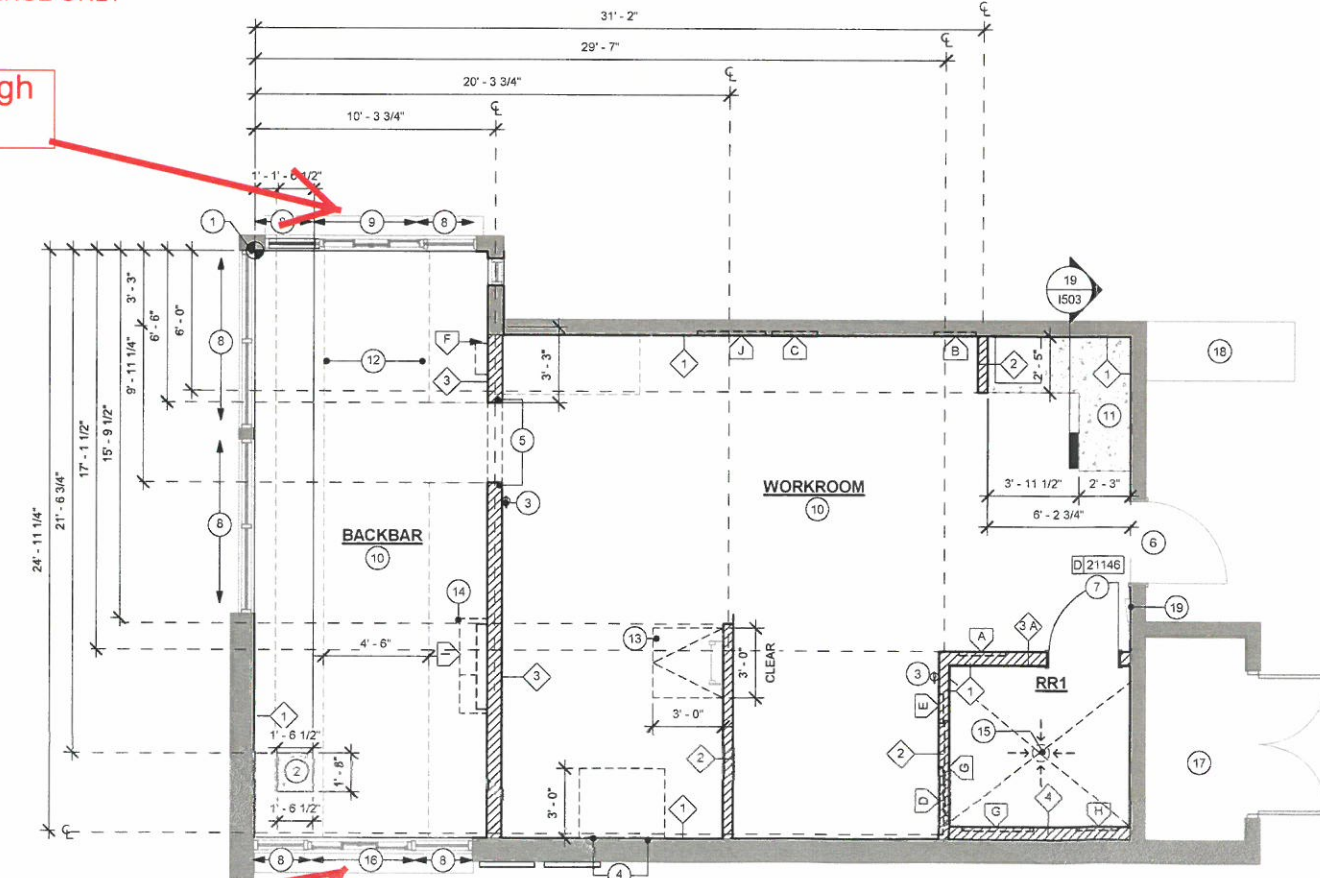 31' - 2"
℄
29' - 7"
℄
20' - 3 3/4"
℄
gh
10' - 3 3/4"
℄
1' - 1' - 6 1/2"
1
8
9
8
3' - 3"
6' - 6"
6' - 0"
9' - 11 1/4"
15' - 9 1/2"
17' - 1 1/2"
21' - 6 3/4"
24' - 11 1/4"
19
I503
8
F
12
3
3' - 3"
1
J
C
B
2
2' - 5"
1
18
11
5
8
3
WORKROOM
10
3' - 11 1/2"
2' - 3"
6' - 2 3/4"
6
BACKBAR
10
D 21146
7
14
19
13
3' - 0"
CLEAR
A
3A
4' - 6"
I
3
3
1
RR1
3' - 0"
E
1
1' - 6 1/2"
2
2
15
2
1' - 8"
G
17
3' - 0"
D
1' - 6 1/2"
1
G
4
H
℄
8
16
8
4